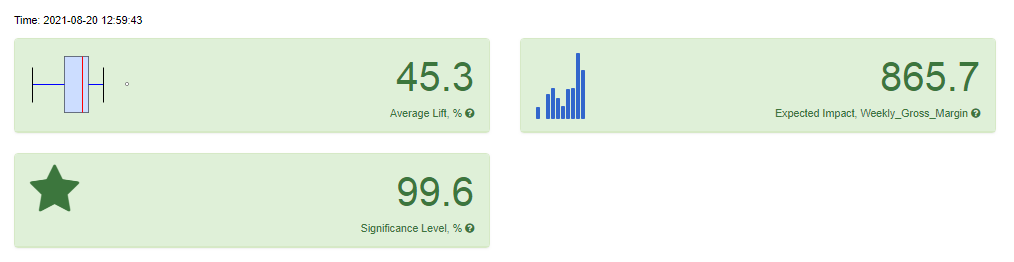 Time: 2021-08-20 12:59:43
45.3
Average Lift, % ?
865.7
Expected Impact, Weekly_Gross_Margin ?
99.6
Significance Level, % ?